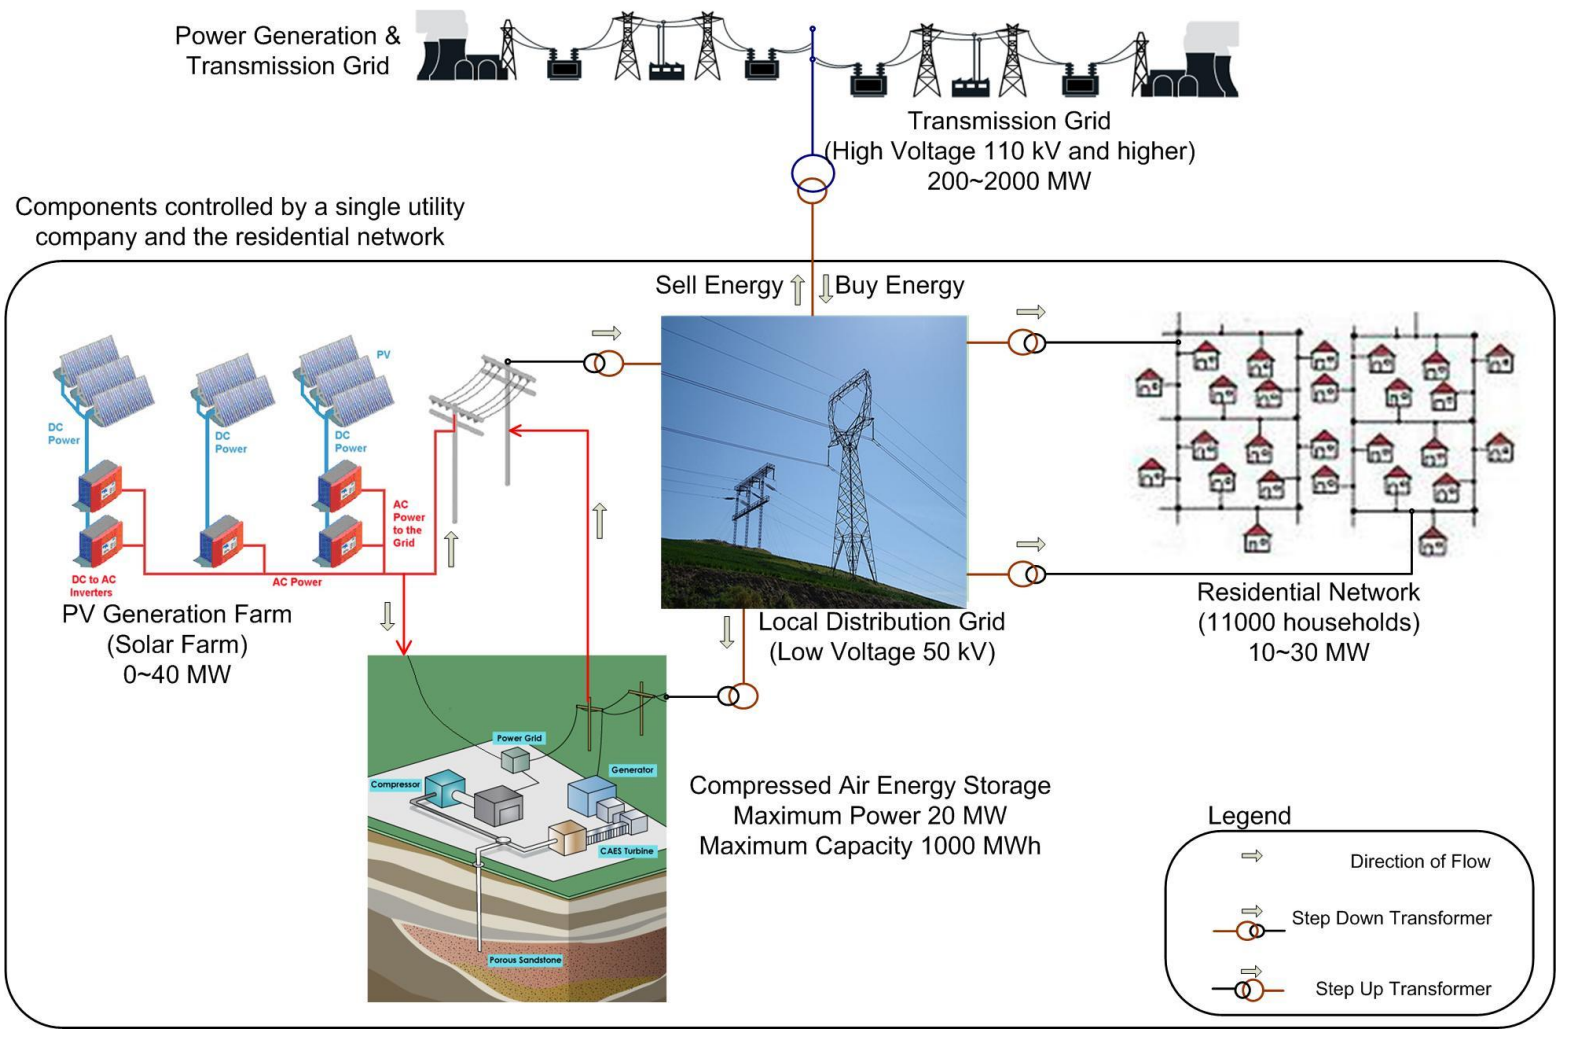 Power Generation &
Transmission Grid
Transmission Grid
(High Voltage 110 kV and higher)
200~2000 MW
Components controlled by a single utility
company and the residential network
Sell Energy
Buy Energy
PV
DC
Power
DC
Power
DC
Power
AC
Power
to the
Grid
DC to AC
Inverters
AC Power
PV Generation Farm
(Solar Farm)
0~40 MW
Local Distribution Grid
(Low Voltage 50 kV)
Residential Network
(11000 households)
10~30 MW
Power Grid
Compressor
Generator
CAES Turbine
Porous Sandstone
Compressed Air Energy Storage
Maximum Power 20 MW
Maximum Capacity 1000 MWh
Legend
Direction of Flow
Step Down Transformer
Step Up Transformer